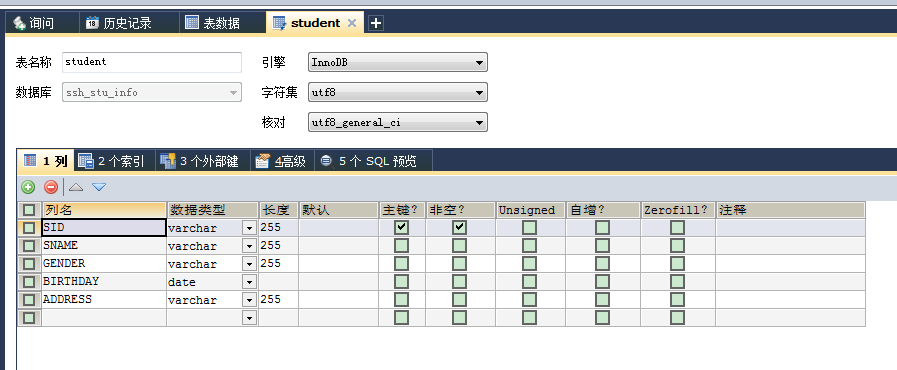 询问 历史记录 表数据 student
表名称 student 引擎 InnoDB
数据库 ssh_stu_info 字符集 utf8
核对 utf8_general_ci
1 列 2 个索引 3 个外部键 4高级 5 个 SQL 预览
列名 数据类型 长度 默认 主键? 非空? Unsigned 自增? Zerofill? 注释
SID varchar 255
SNAME varchar 255
GENDER varchar 255
BIRTHDAY date
ADDRESS varchar 255